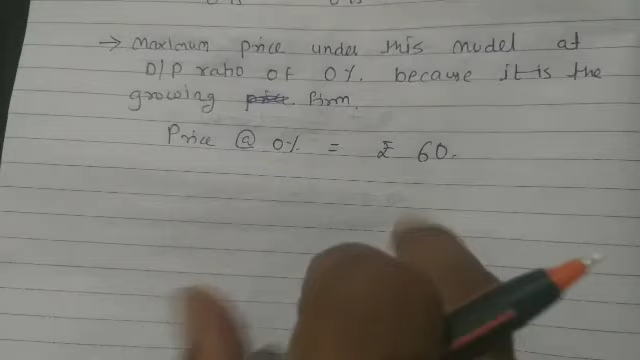 → Maximum price under this model at
D/P ratio of 0%. because it is the
growing firm.
Price @ 0% = ₹ 60.